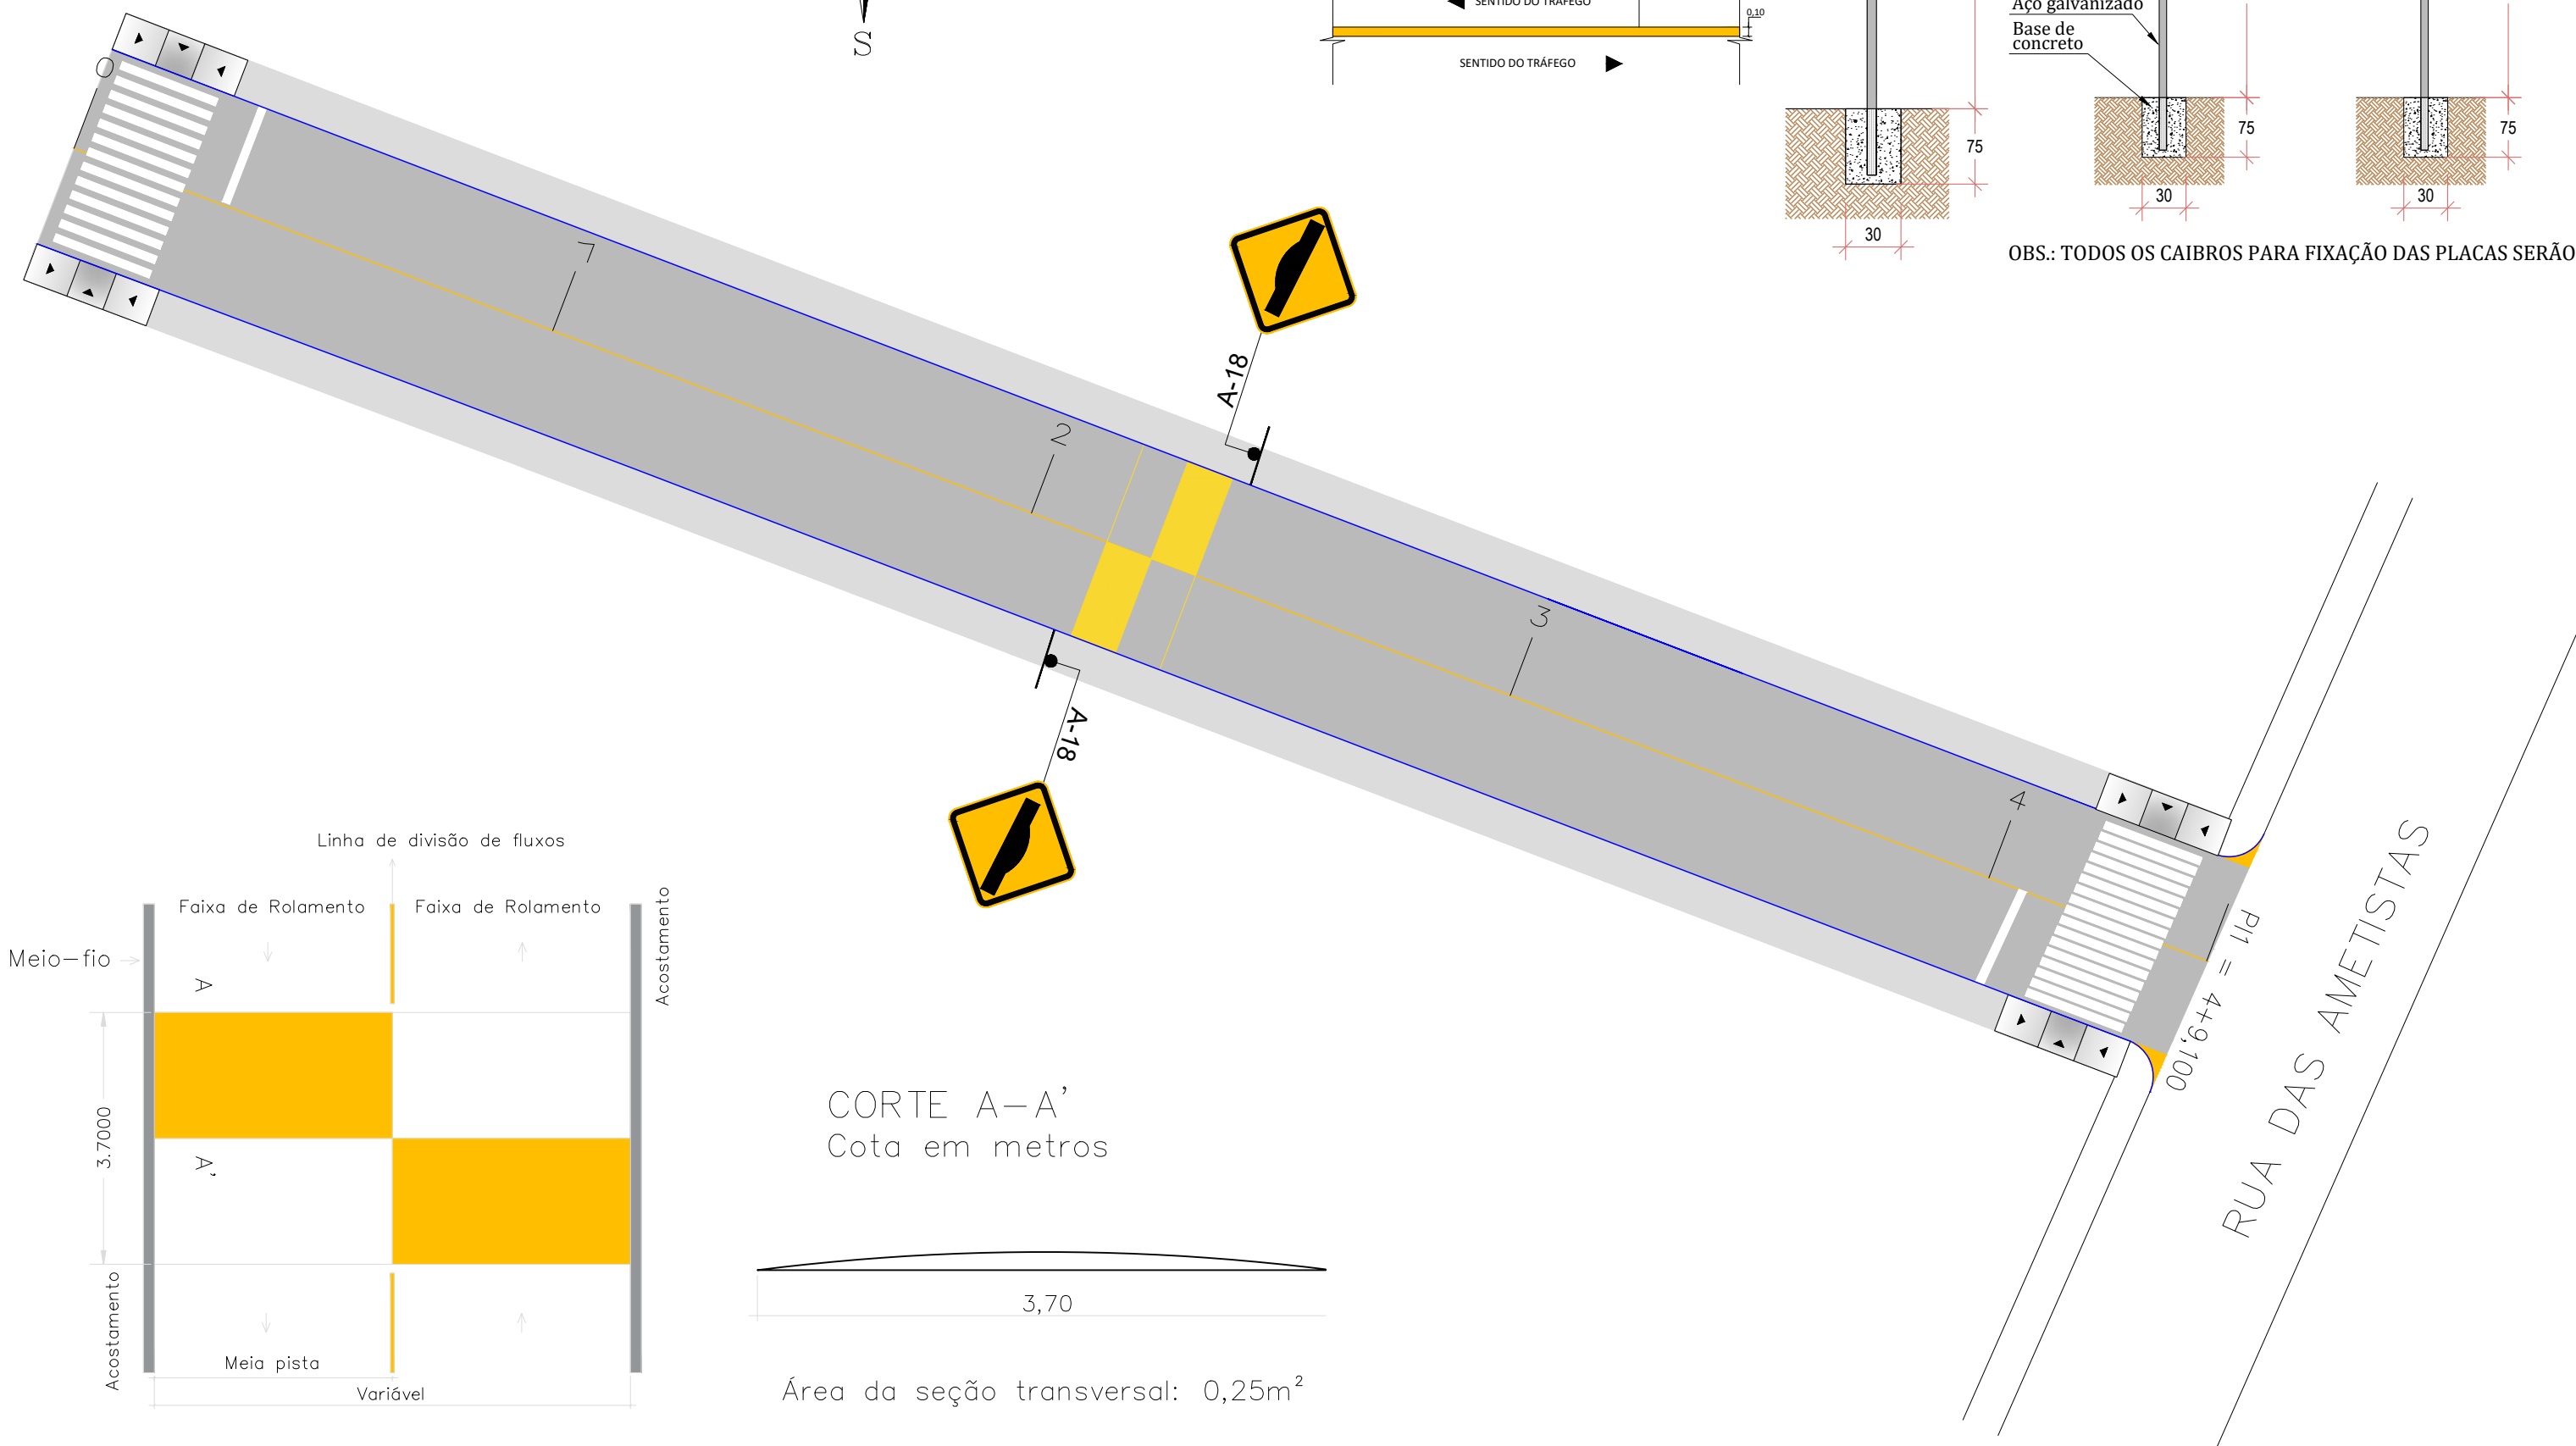 S
SENTIDO DO TRÁFEGO
0,10
SENTIDO DO TRÁFEGO
Aço galvanizado
Base de
concreto
75
30
75
30
75
30
OBS.: TODOS OS CAIBROS PARA FIXAÇÃO DAS PLACAS SERÃO
0
1
2
3
4
A-18
A-18
PI1 = 4+9,100
RUA DAS AMETISTAS
Linha de divisão de fluxos
Faixa de Rolamento
Faixa de Rolamento
Acostamento
Meio-fio
A
3.7000
A'
Acostamento
Meia pista
Variável
CORTE A-A'
Cota em metros
3,70
Área da seção transversal: 0,25m²